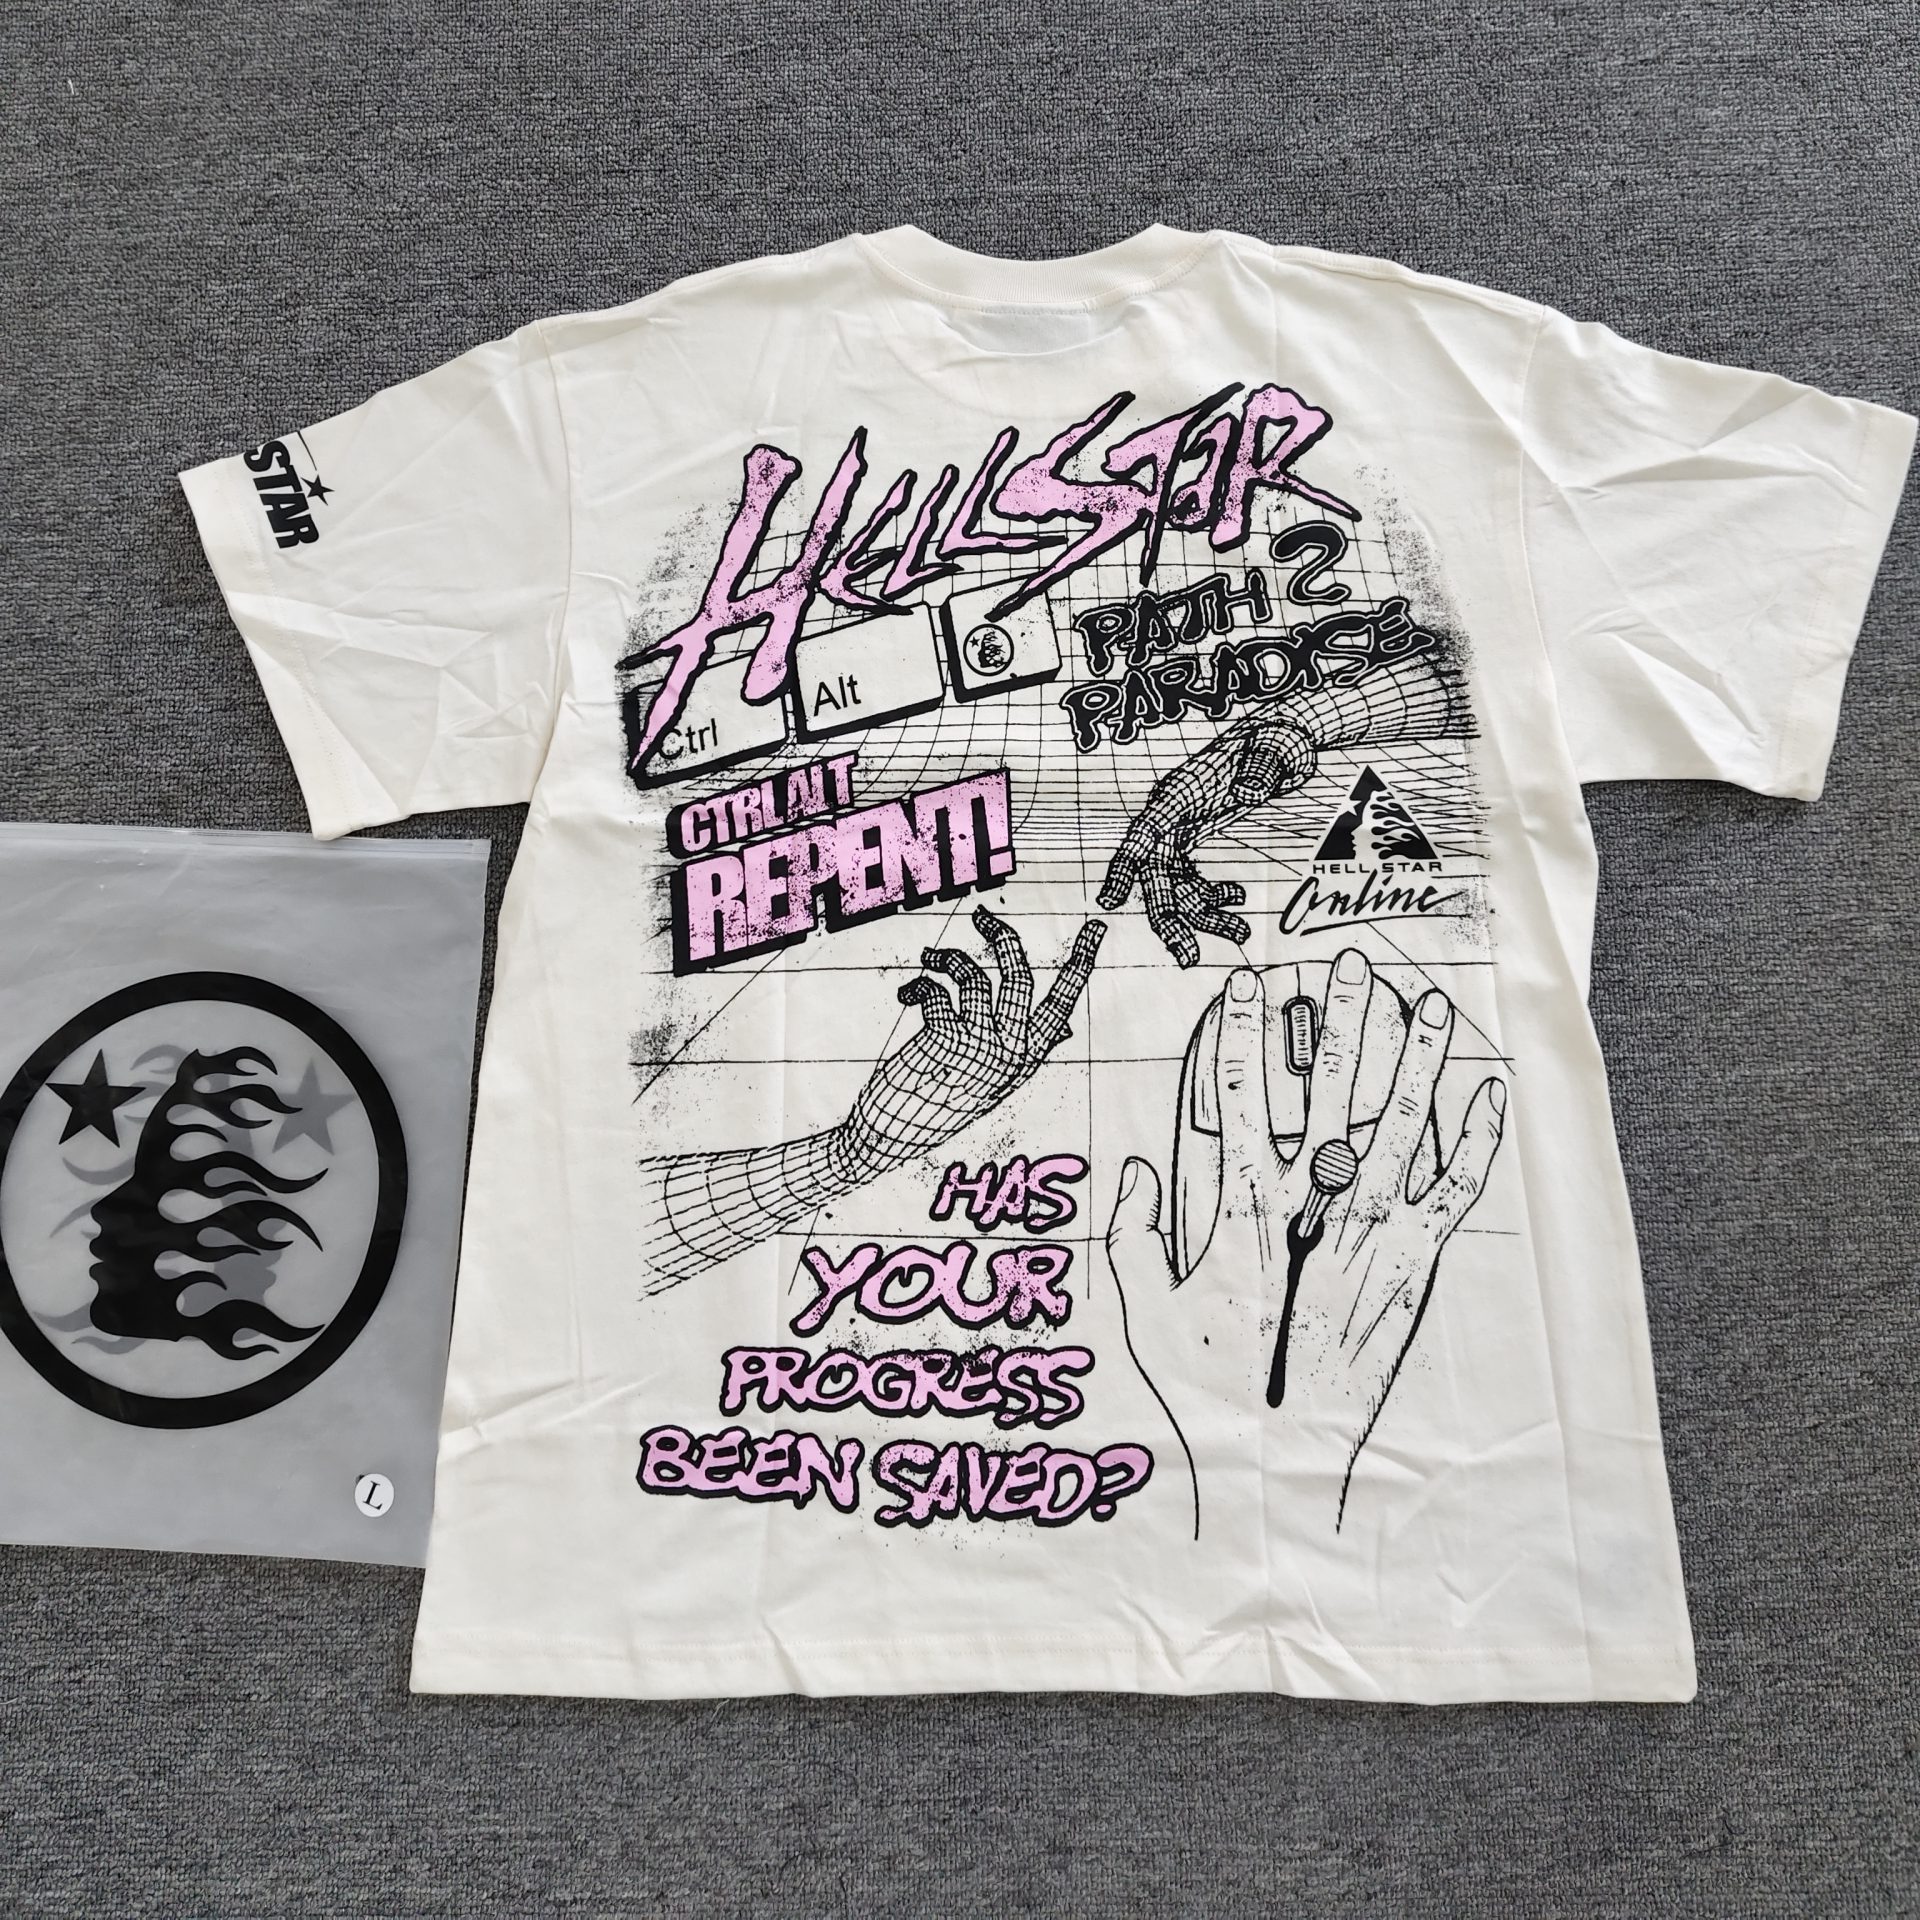 HELLSTAR
PATH 2
PARADISE
Ctrl
Alt
CTRL ALT
REPENT!
HELL STAR
Online
HAS
YOUR
PROGRESS
BEEN SAVED?
STAR
L